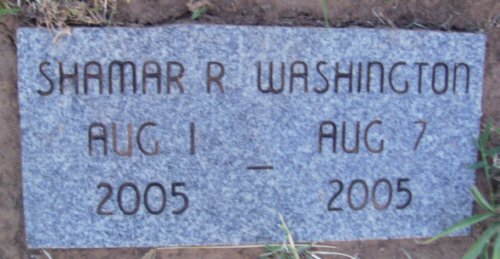 SHAMAR R WASHINGTON
AUG 1 — AUG 7
2005 2005